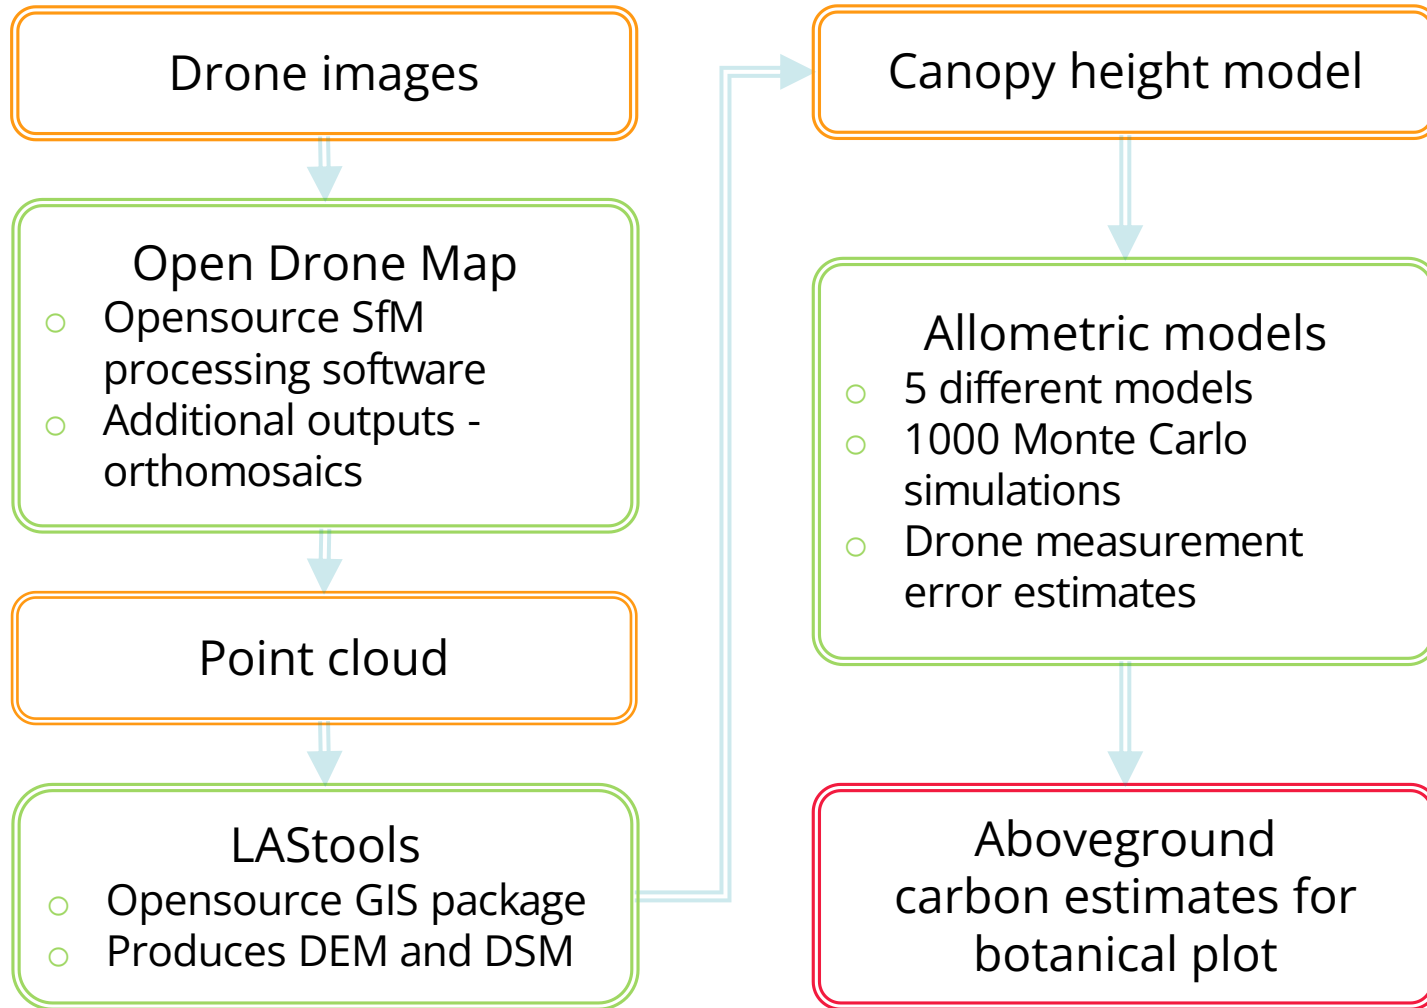 Drone images
Open Drone Map
○ Opensource SfM
processing software
○ Additional outputs -
orthomosaics
Point cloud
LAStools
○ Opensource GIS package
○ Produces DEM and DSM
Canopy height model
Allometric models
○ 5 different models
○ 1000 Monte Carlo
simulations
○ Drone measurement
error estimates
Aboveground
carbon estimates for
botanical plot